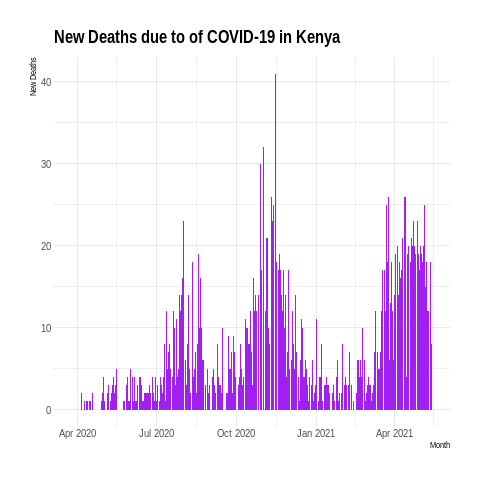 New Deaths due to of COVID-19 in Kenya
New Deaths
40
30
20
10
0
Apr 2020 Jul 2020 Oct 2020 Jan 2021 Apr 2021
Month